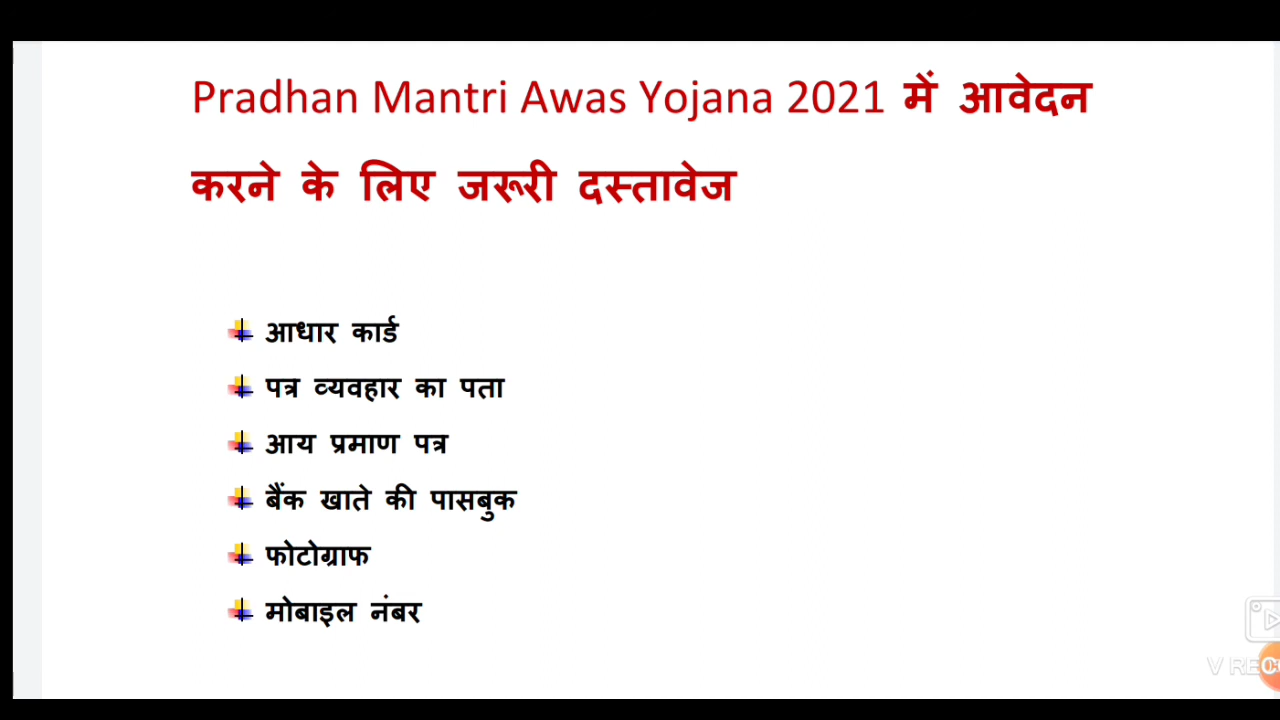 Pradhan Mantri Awas Yojana 2021 में आवेदन
करने के लिए जरूरी दस्तावेज
आधार कार्ड
पत्र व्यवहार का पता
आय प्रमाण पत्र
बैंक खाते की पासबुक
फोटोग्राफ
मोबाइल नंबर